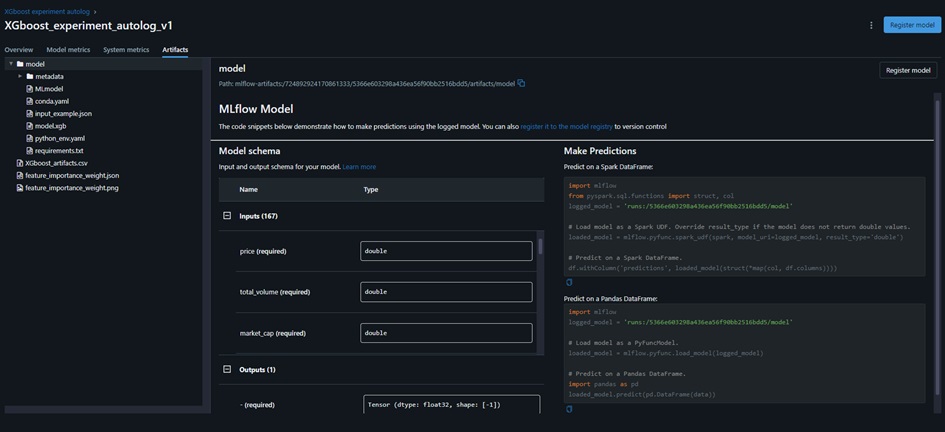 XGboost experiment autolog ›
XGboost_experiment_autolog_v1
Register model
Overview Model metrics System metrics Artifacts
model
metadata
MLmodel
conda.yaml
input_example.json
model.xgb
python_env.yaml
requirements.txt
XGboost_artifacts.csv
feature_importance_weight.json
feature_importance_weight.png
model
Register model
Path: mlflow-artifacts:/724892924170861333/5366e603298a436ea56f90bb2516bdd5/artifacts/model
MLflow Model
The code snippets below demonstrate how to make predictions using the logged model. You can also register it to the model registry to version control
Model schema
Input and output schema for your model. Learn more
Name Type
Inputs (167)
price (required) double
total_volume (required) double
market_cap (required) double
Outputs (1)
- (required) Tensor (dtype: float32, shape: [-1])
Make Predictions
Predict on a Spark DataFrame:
import mlflow
from pyspark.sql.functions import struct, col
logged_model = 'runs:/5366e603298a436ea56f90bb2516bdd5/model'
# Load model as a Spark UDF. Override result_type if the model does not return double values.
loaded_model = mlflow.pyfunc.spark_udf(spark, model_uri=logged_model, result_type='double')
# Predict on a Spark DataFrame.
df.withColumn('predictions', loaded_model(struct(*map(col, df.columns))))
Predict on a Pandas DataFrame:
import mlflow
logged_model = 'runs:/5366e603298a436ea56f90bb2516bdd5/model'
# Load model as a PyFuncModel.
loaded_model = mlflow.pyfunc.load_model(logged_model)
# Predict on a Pandas DataFrame.
import pandas as pd
loaded_model.predict(pd.DataFrame(data))